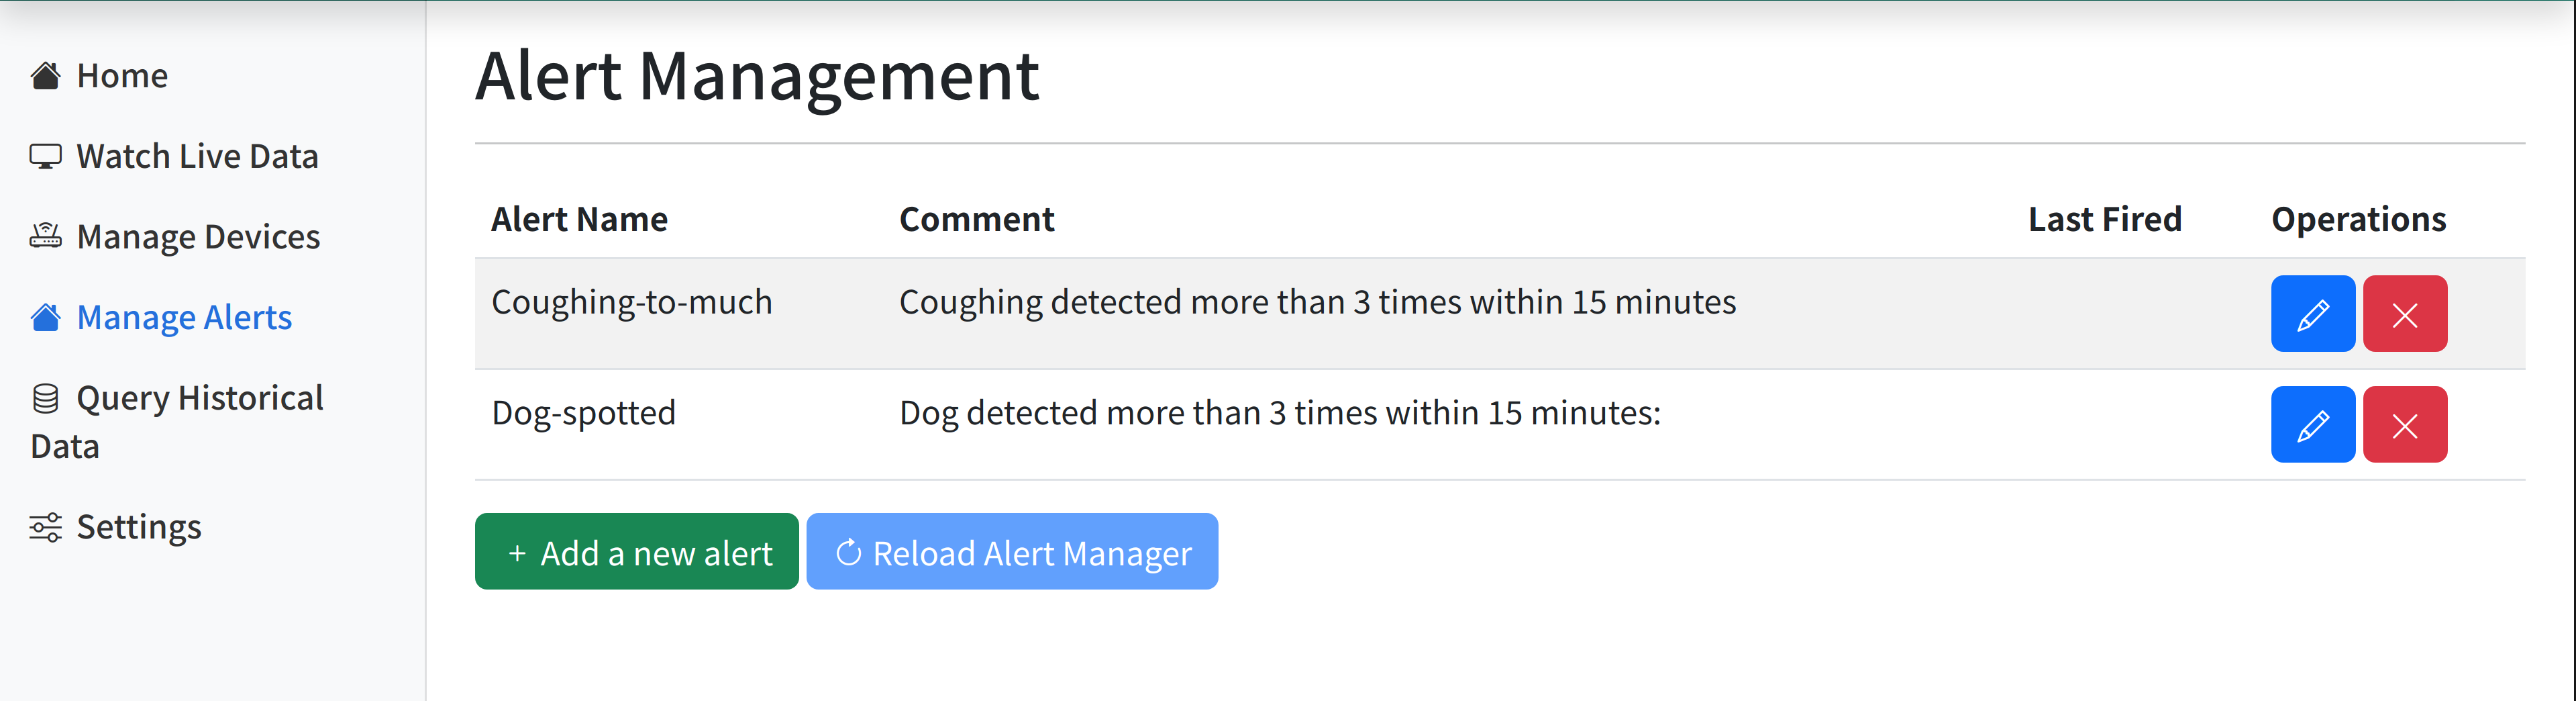 Home
Watch Live Data
Manage Devices
Manage Alerts
Query Historical
Data
Settings
Alert Management
Alert Name Comment Last Fired Operations
Coughing-to-much Coughing detected more than 3 times within 15 minutes
Dog-spotted Dog detected more than 3 times within 15 minutes:
+ Add a new alert Reload Alert Manager